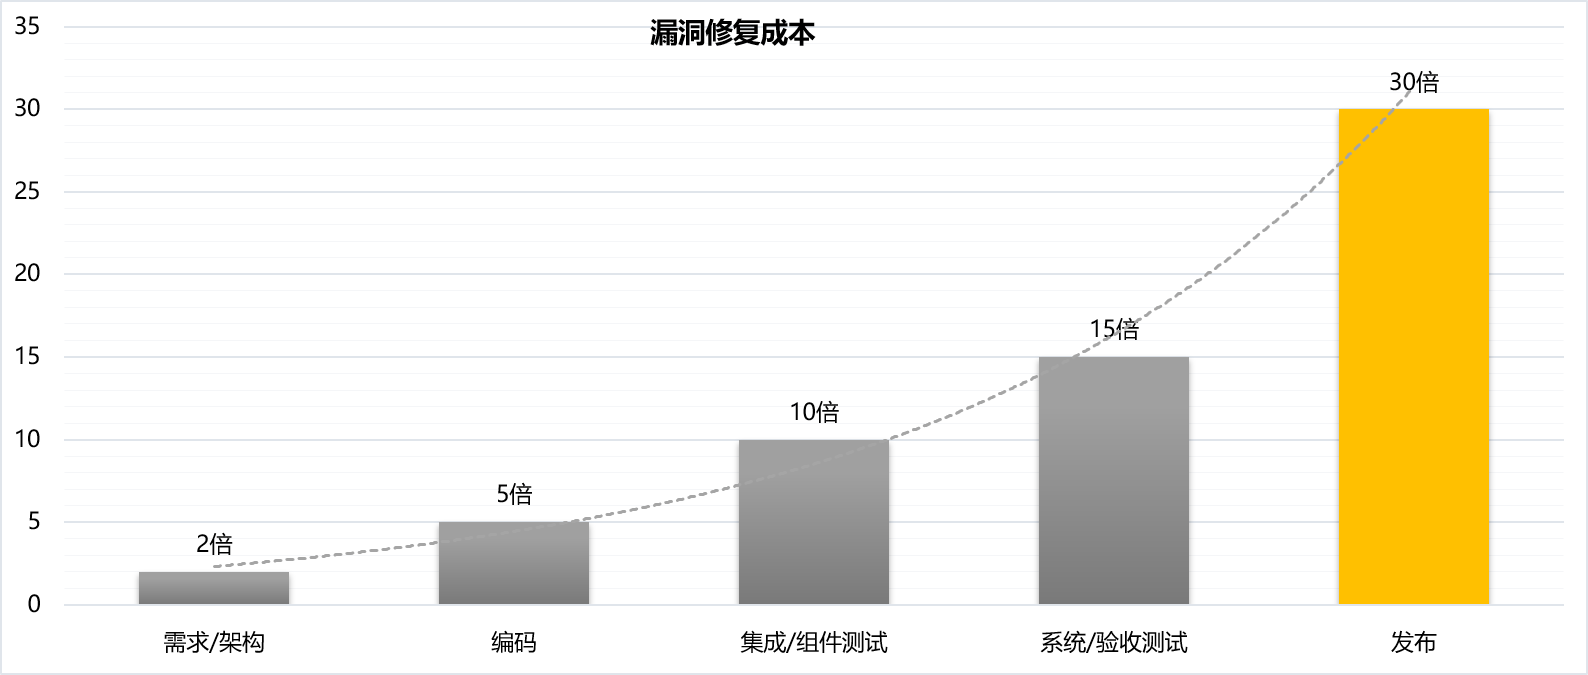 漏洞修复成本
35
30
25
20
15
10
5
0
2倍
5倍
10倍
15倍
30倍
需求/架构
编码
集成/组件测试
系统/验收测试
发布